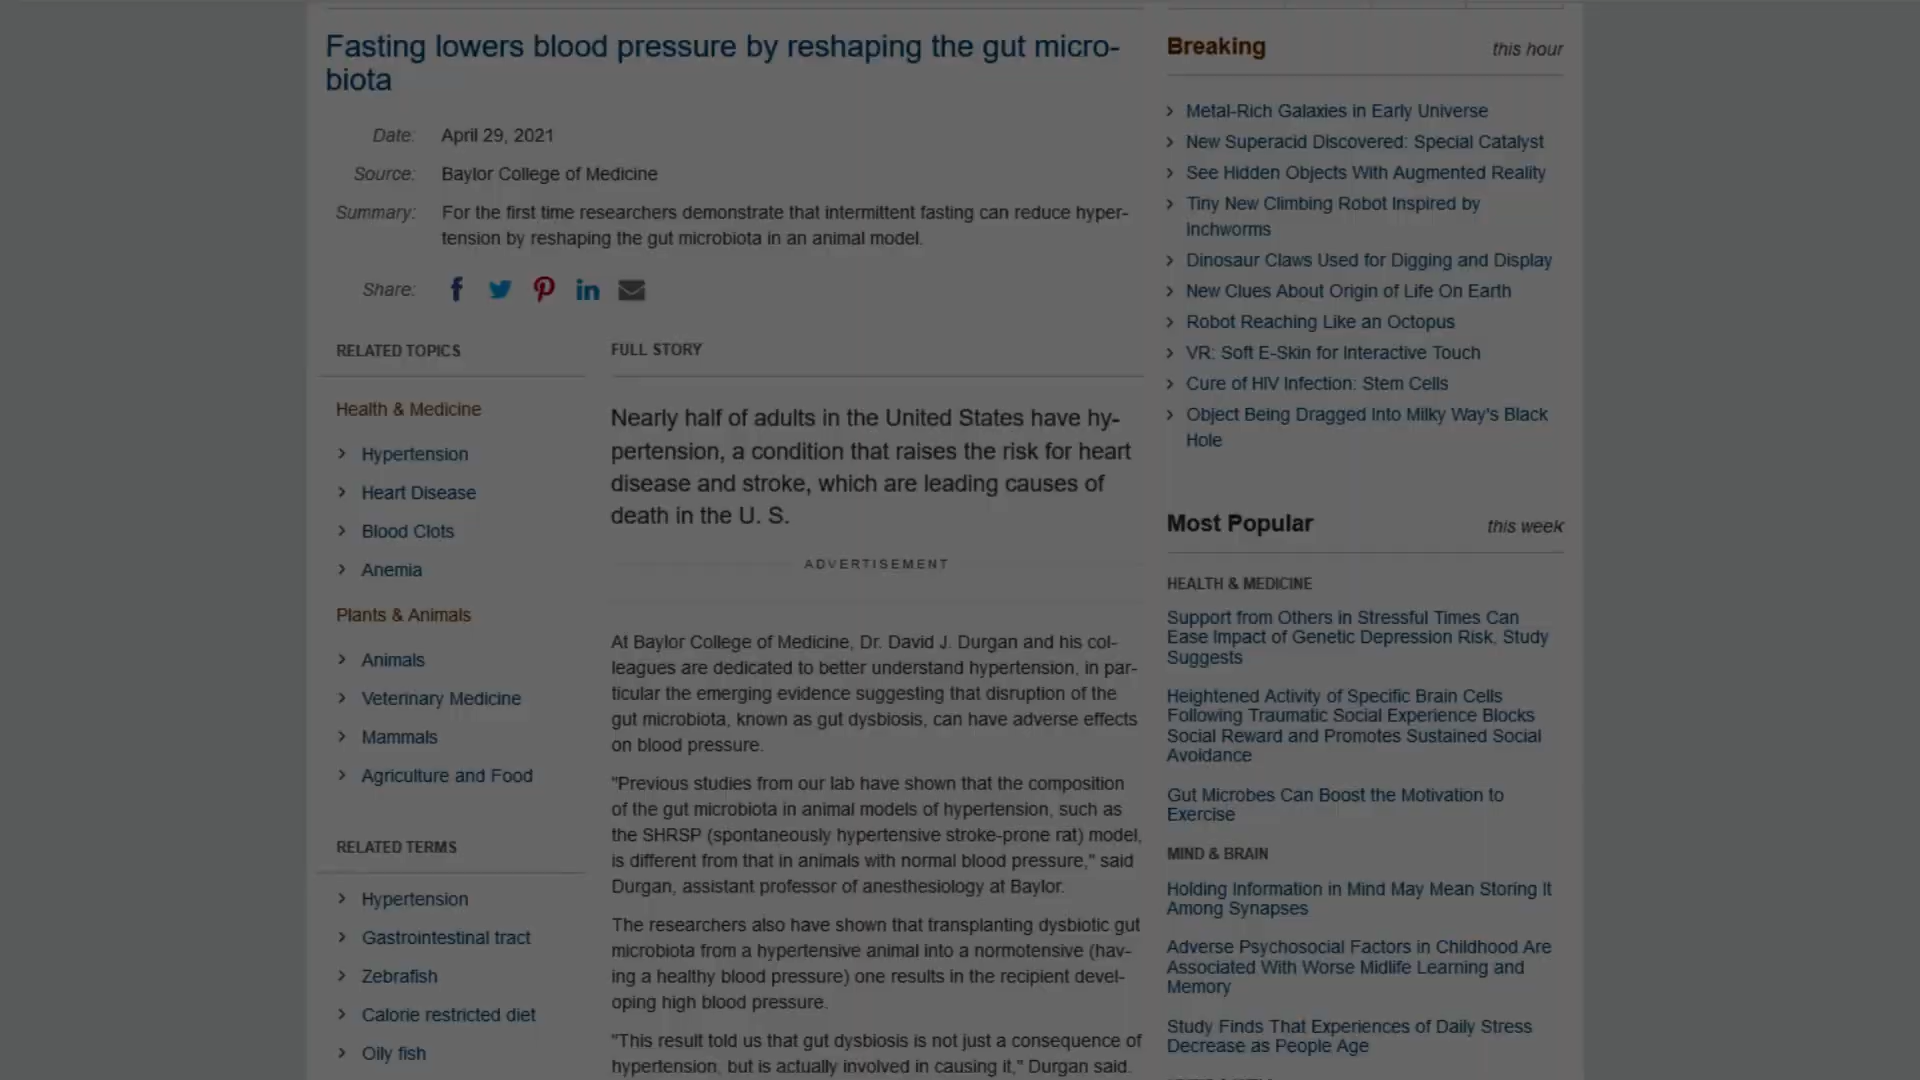 Fasting lowers blood pressure by reshaping the gut micro-
biota
Date: April 29, 2021
Source: Baylor College of Medicine
Summary: For the first time researchers demonstrate that intermittent fasting can reduce hyper-
tension by reshaping the gut microbiota in an animal model.
Share:
RELATED TOPICS
Health & Medicine
Hypertension
Heart Disease
Blood Clots
Anemia
Plants & Animals
Animals
Veterinary Medicine
Mammals
Agriculture and Food
RELATED TERMS
Hypertension
Gastrointestinal tract
Zebrafish
Calorie restricted diet
Oily fish
FULL STORY
Nearly half of adults in the United States have hy-
pertension, a condition that raises the risk for heart
disease and stroke, which are leading causes of
death in the U. S.
ADVERTISEMENT
At Baylor College of Medicine, Dr. David J. Durgan and his col-
leagues are dedicated to better understand hypertension, in par-
ticular the emerging evidence suggesting that disruption of the
gut microbiota, known as gut dysbiosis, can have adverse effects
on blood pressure.
"Previous studies from our lab have shown that the composition
of the gut microbiota in animal models of hypertension, such as
the SHRSP (spontaneously hypertensive stroke-prone rat) model,
is different from that in animals with normal blood pressure," said
Durgan, assistant professor of anesthesiology at Baylor.
The researchers also have shown that transplanting dysbiotic gut
microbiota from a hypertensive animal into a normotensive (hav-
ing a healthy blood pressure) one results in the recipient devel-
oping high blood pressure.
"This result told us that gut dysbiosis is not just a consequence of
hypertension, but is actually involved in causing it," Durgan said.
Breaking
this hour
Metal-Rich Galaxies in Early Universe
New Superacid Discovered: Special Catalyst
See Hidden Objects With Augmented Reality
Tiny New Climbing Robot Inspired by
Inchworms
Dinosaur Claws Used for Digging and Display
New Clues About Origin of Life On Earth
Robot Reaching Like an Octopus
VR: Soft E-Skin for Interactive Touch
Cure of HIV Infection: Stem Cells
Object Being Dragged Into Milky Way's Black
Hole
Most Popular
this week
HEALTH & MEDICINE
Support from Others in Stressful Times Can
Ease Impact of Genetic Depression Risk, Study
Suggests
Heightened Activity of Specific Brain Cells
Following Traumatic Social Experience Blocks
Social Reward and Promotes Sustained Social
Avoidance
Gut Microbes Can Boost the Motivation to
Exercise
MIND & BRAIN
Holding Information in Mind May Mean Storing It
Among Synapses
Adverse Psychosocial Factors in Childhood Are
Associated With Worse Midlife Learning and
Memory
Study Finds That Experiences of Daily Stress
Decrease as People Age